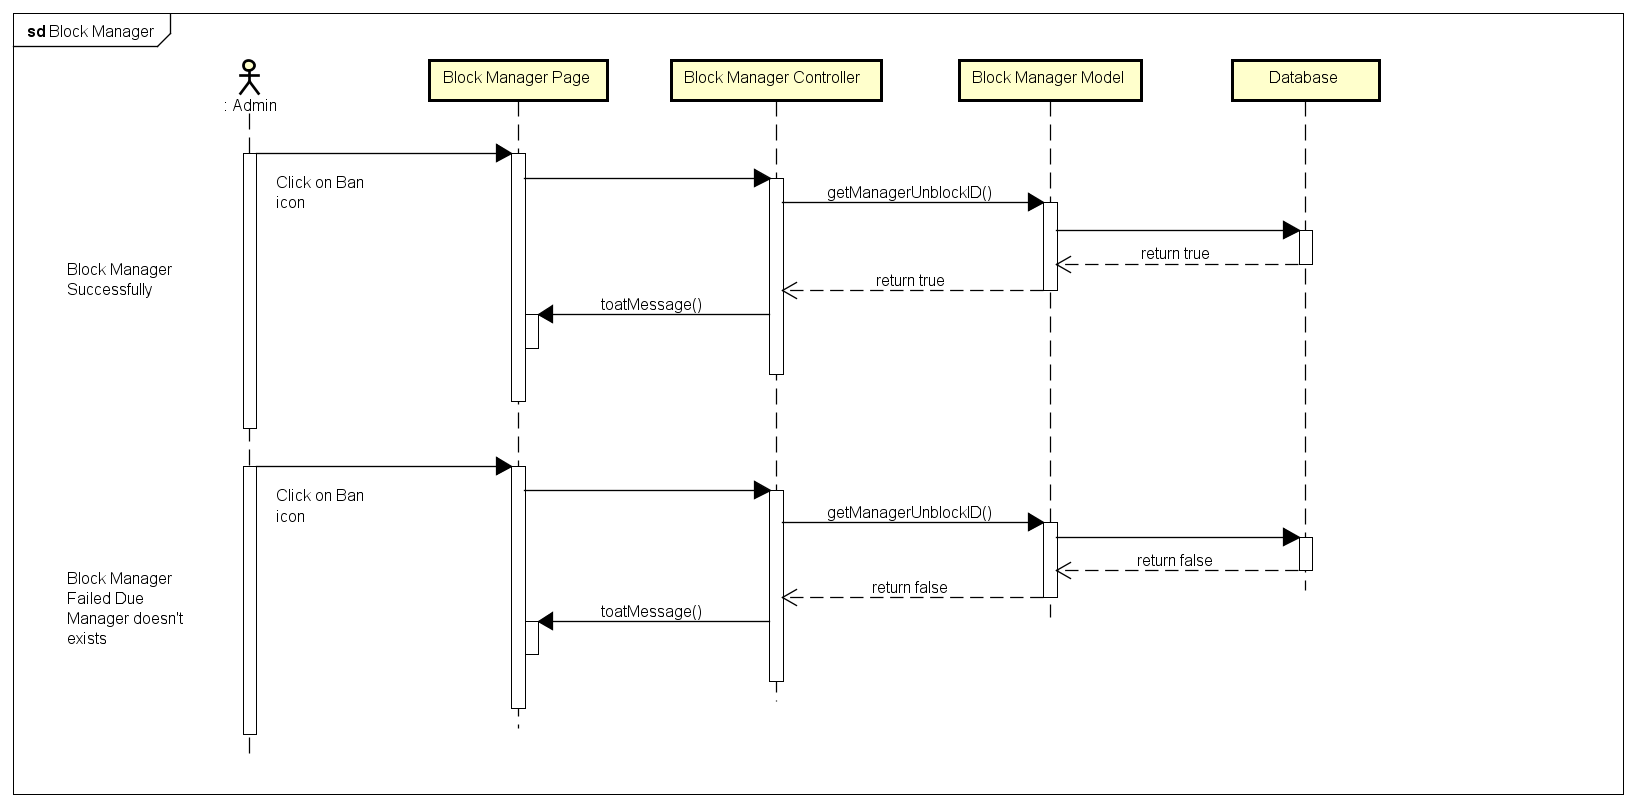 sd Block Manager
: Admin
Block Manager Page
Block Manager Controller
Block Manager Model
Database
Click on Ban
icon
getManagerUnblockID()
return true
return true
Block Manager
Successfully
toatMessage()
Click on Ban
icon
getManagerUnblockID()
return false
return false
Block Manager
Failed Due
Manager doesn't
exists
toatMessage()